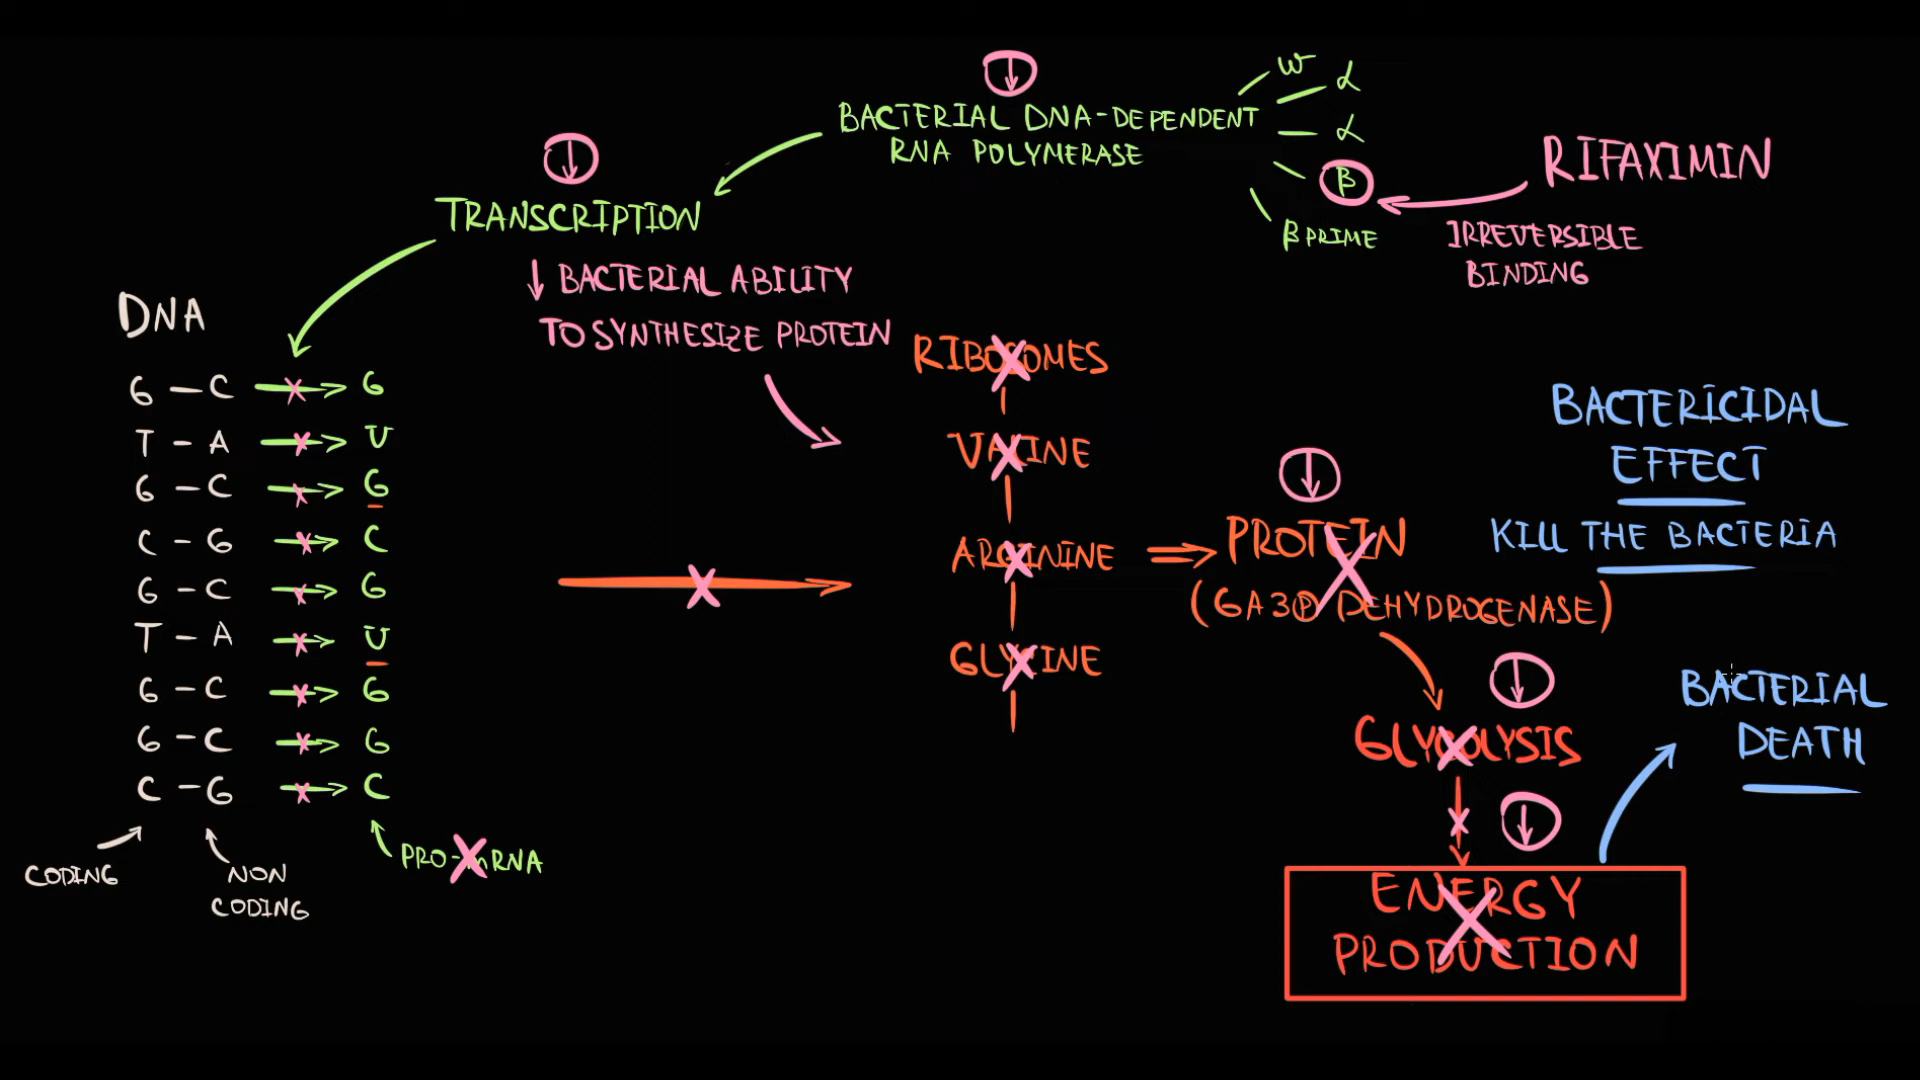 ω
α
BACTERIAL DNA-DEPENDENT
RNA POLYMERASE
α
β
β PRIME
RIFAXIMIN
IRREVERSIBLE
BINDING
TRANSCRIPTION
↓ BACTERIAL ABILITY
TO SYNTHESIZE PROTEIN
DNA
G - C → G
T - A → U
G - C → G
C - G → C
G - C → G
T - A → U
G - C → G
G - C → G
C - G → C
CODING
NON
CODING
PRO-mRNA
RIBOSOMES
VALINE
ARGININE
GLYCINE
PROTEIN
(GA3P DEHYDROGENASE)
GLYCOLYSIS
ENERGY
PRODUCTION
BACTERICIDAL
EFFECT
KILL THE BACTERIA
BACTERIAL
DEATH